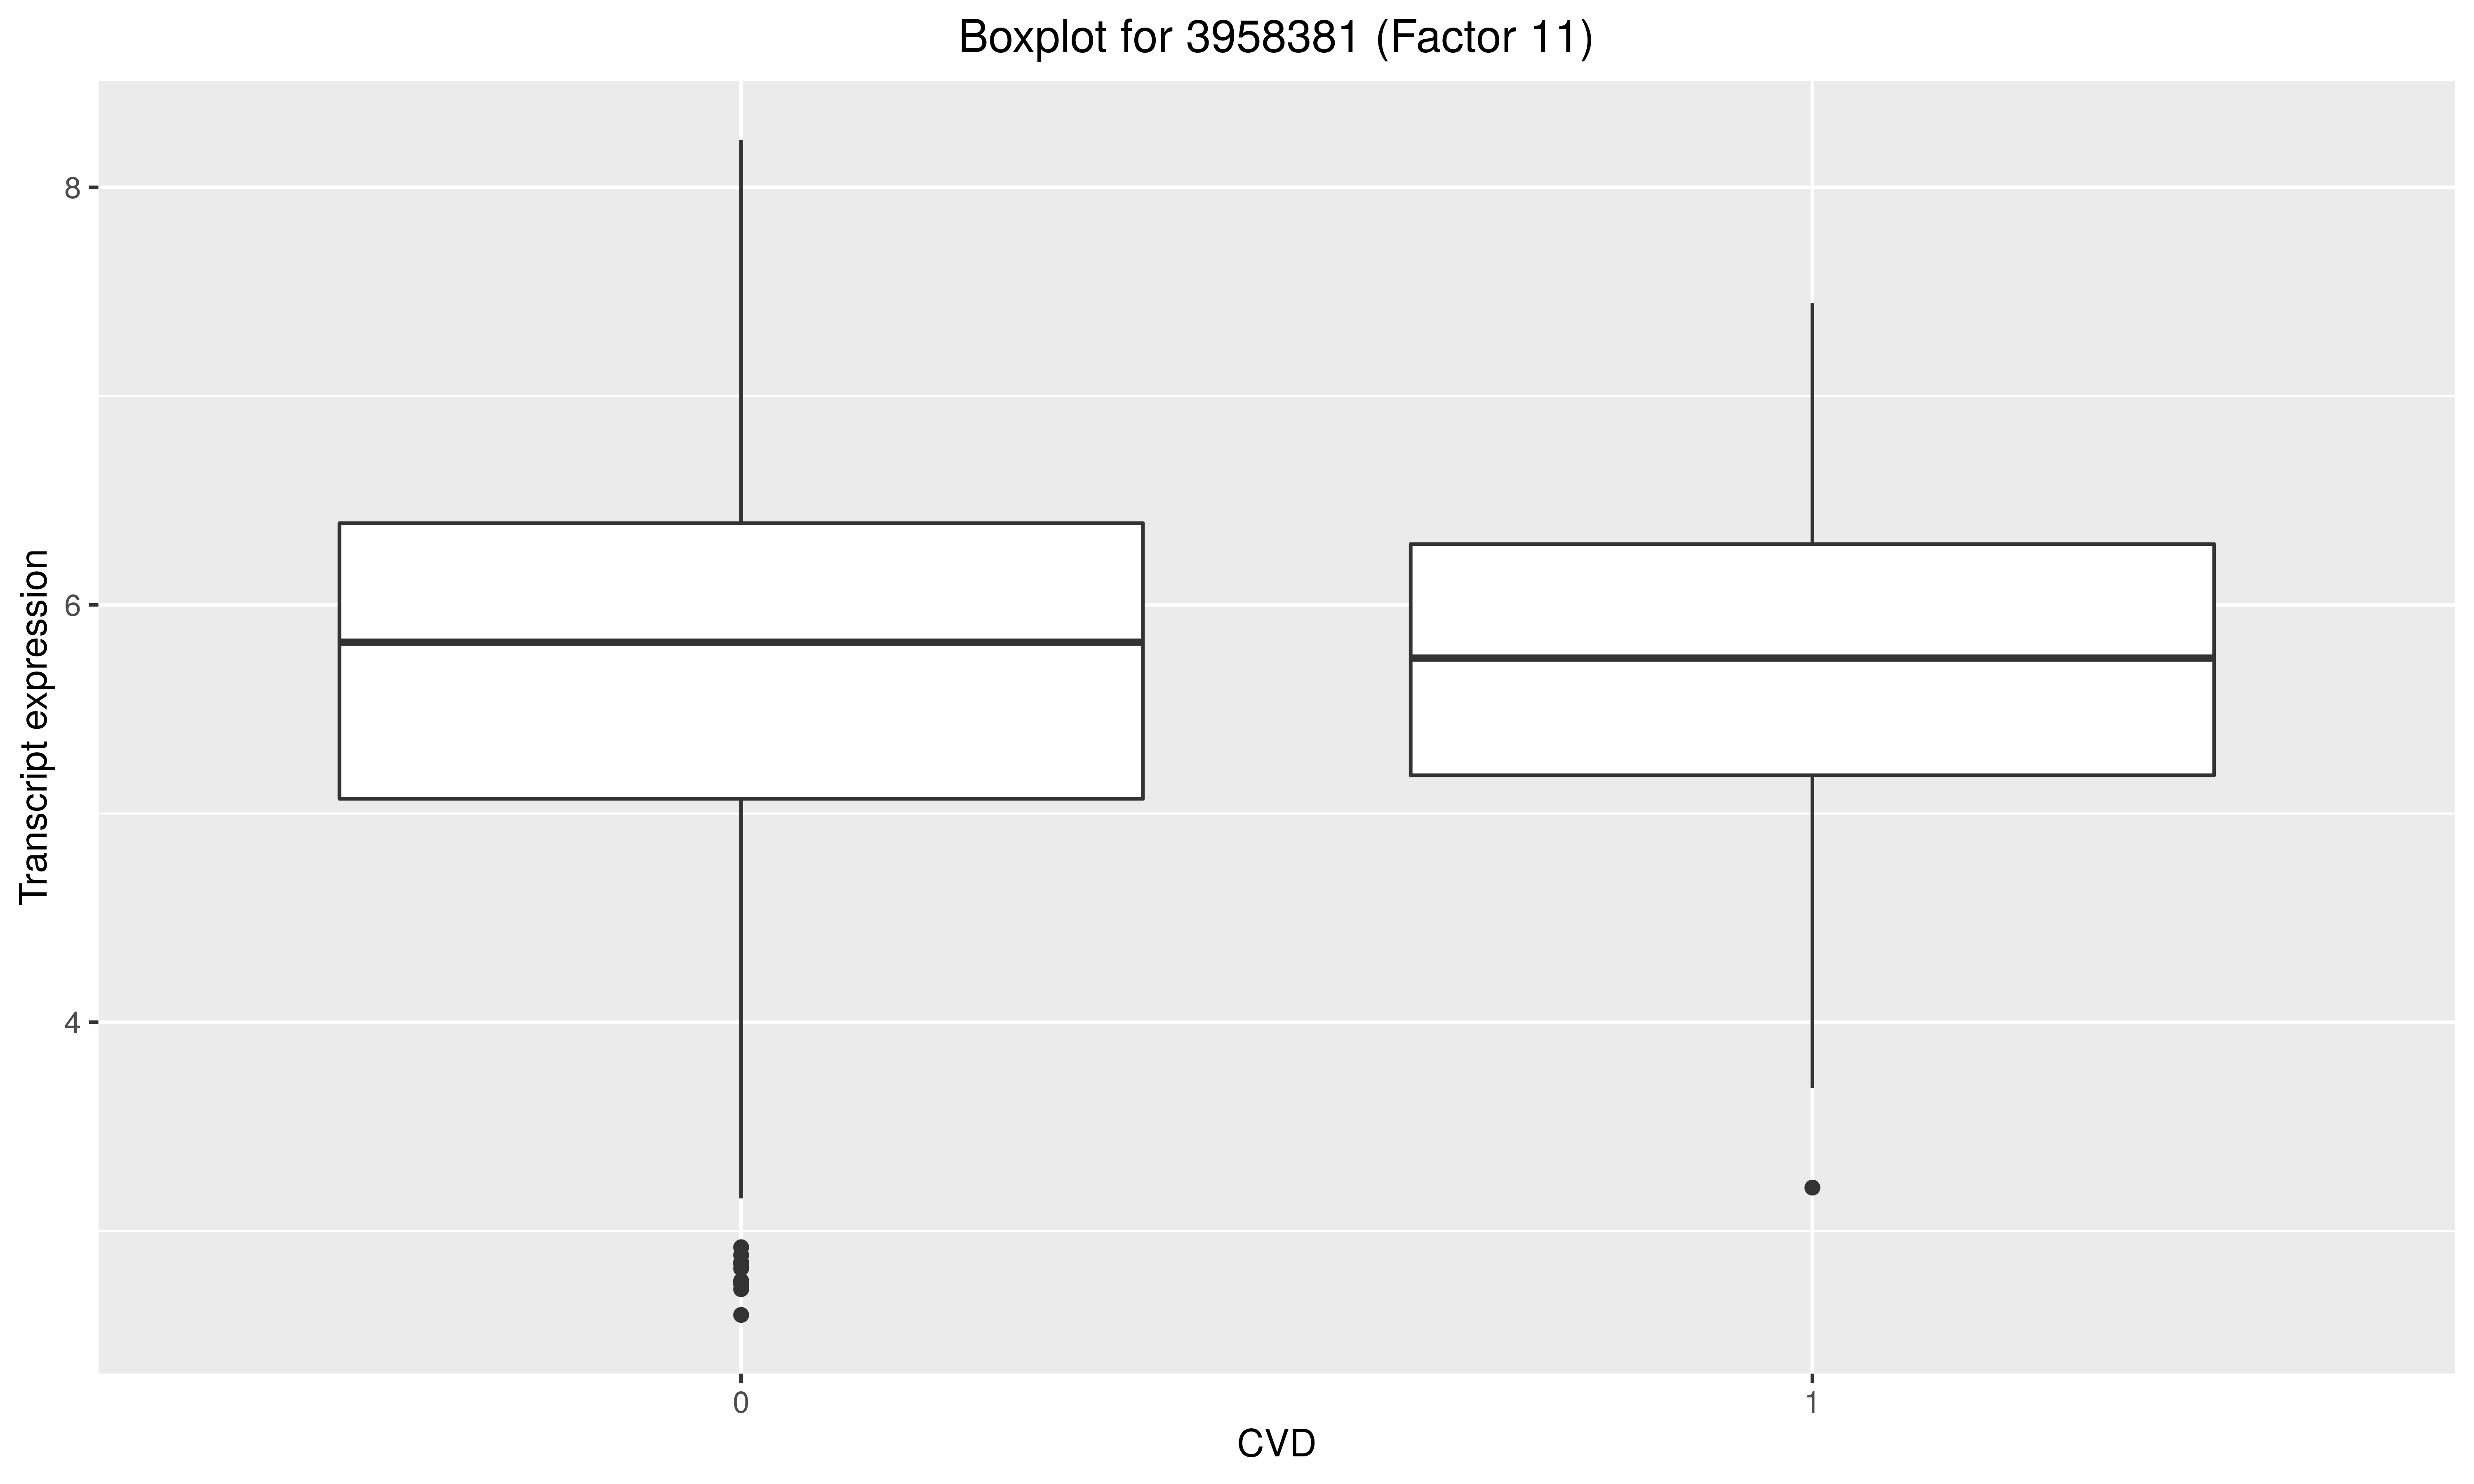 Boxplot for 3958381 (Factor 11)
Transcript expression
8
6
4
0
1
CVD